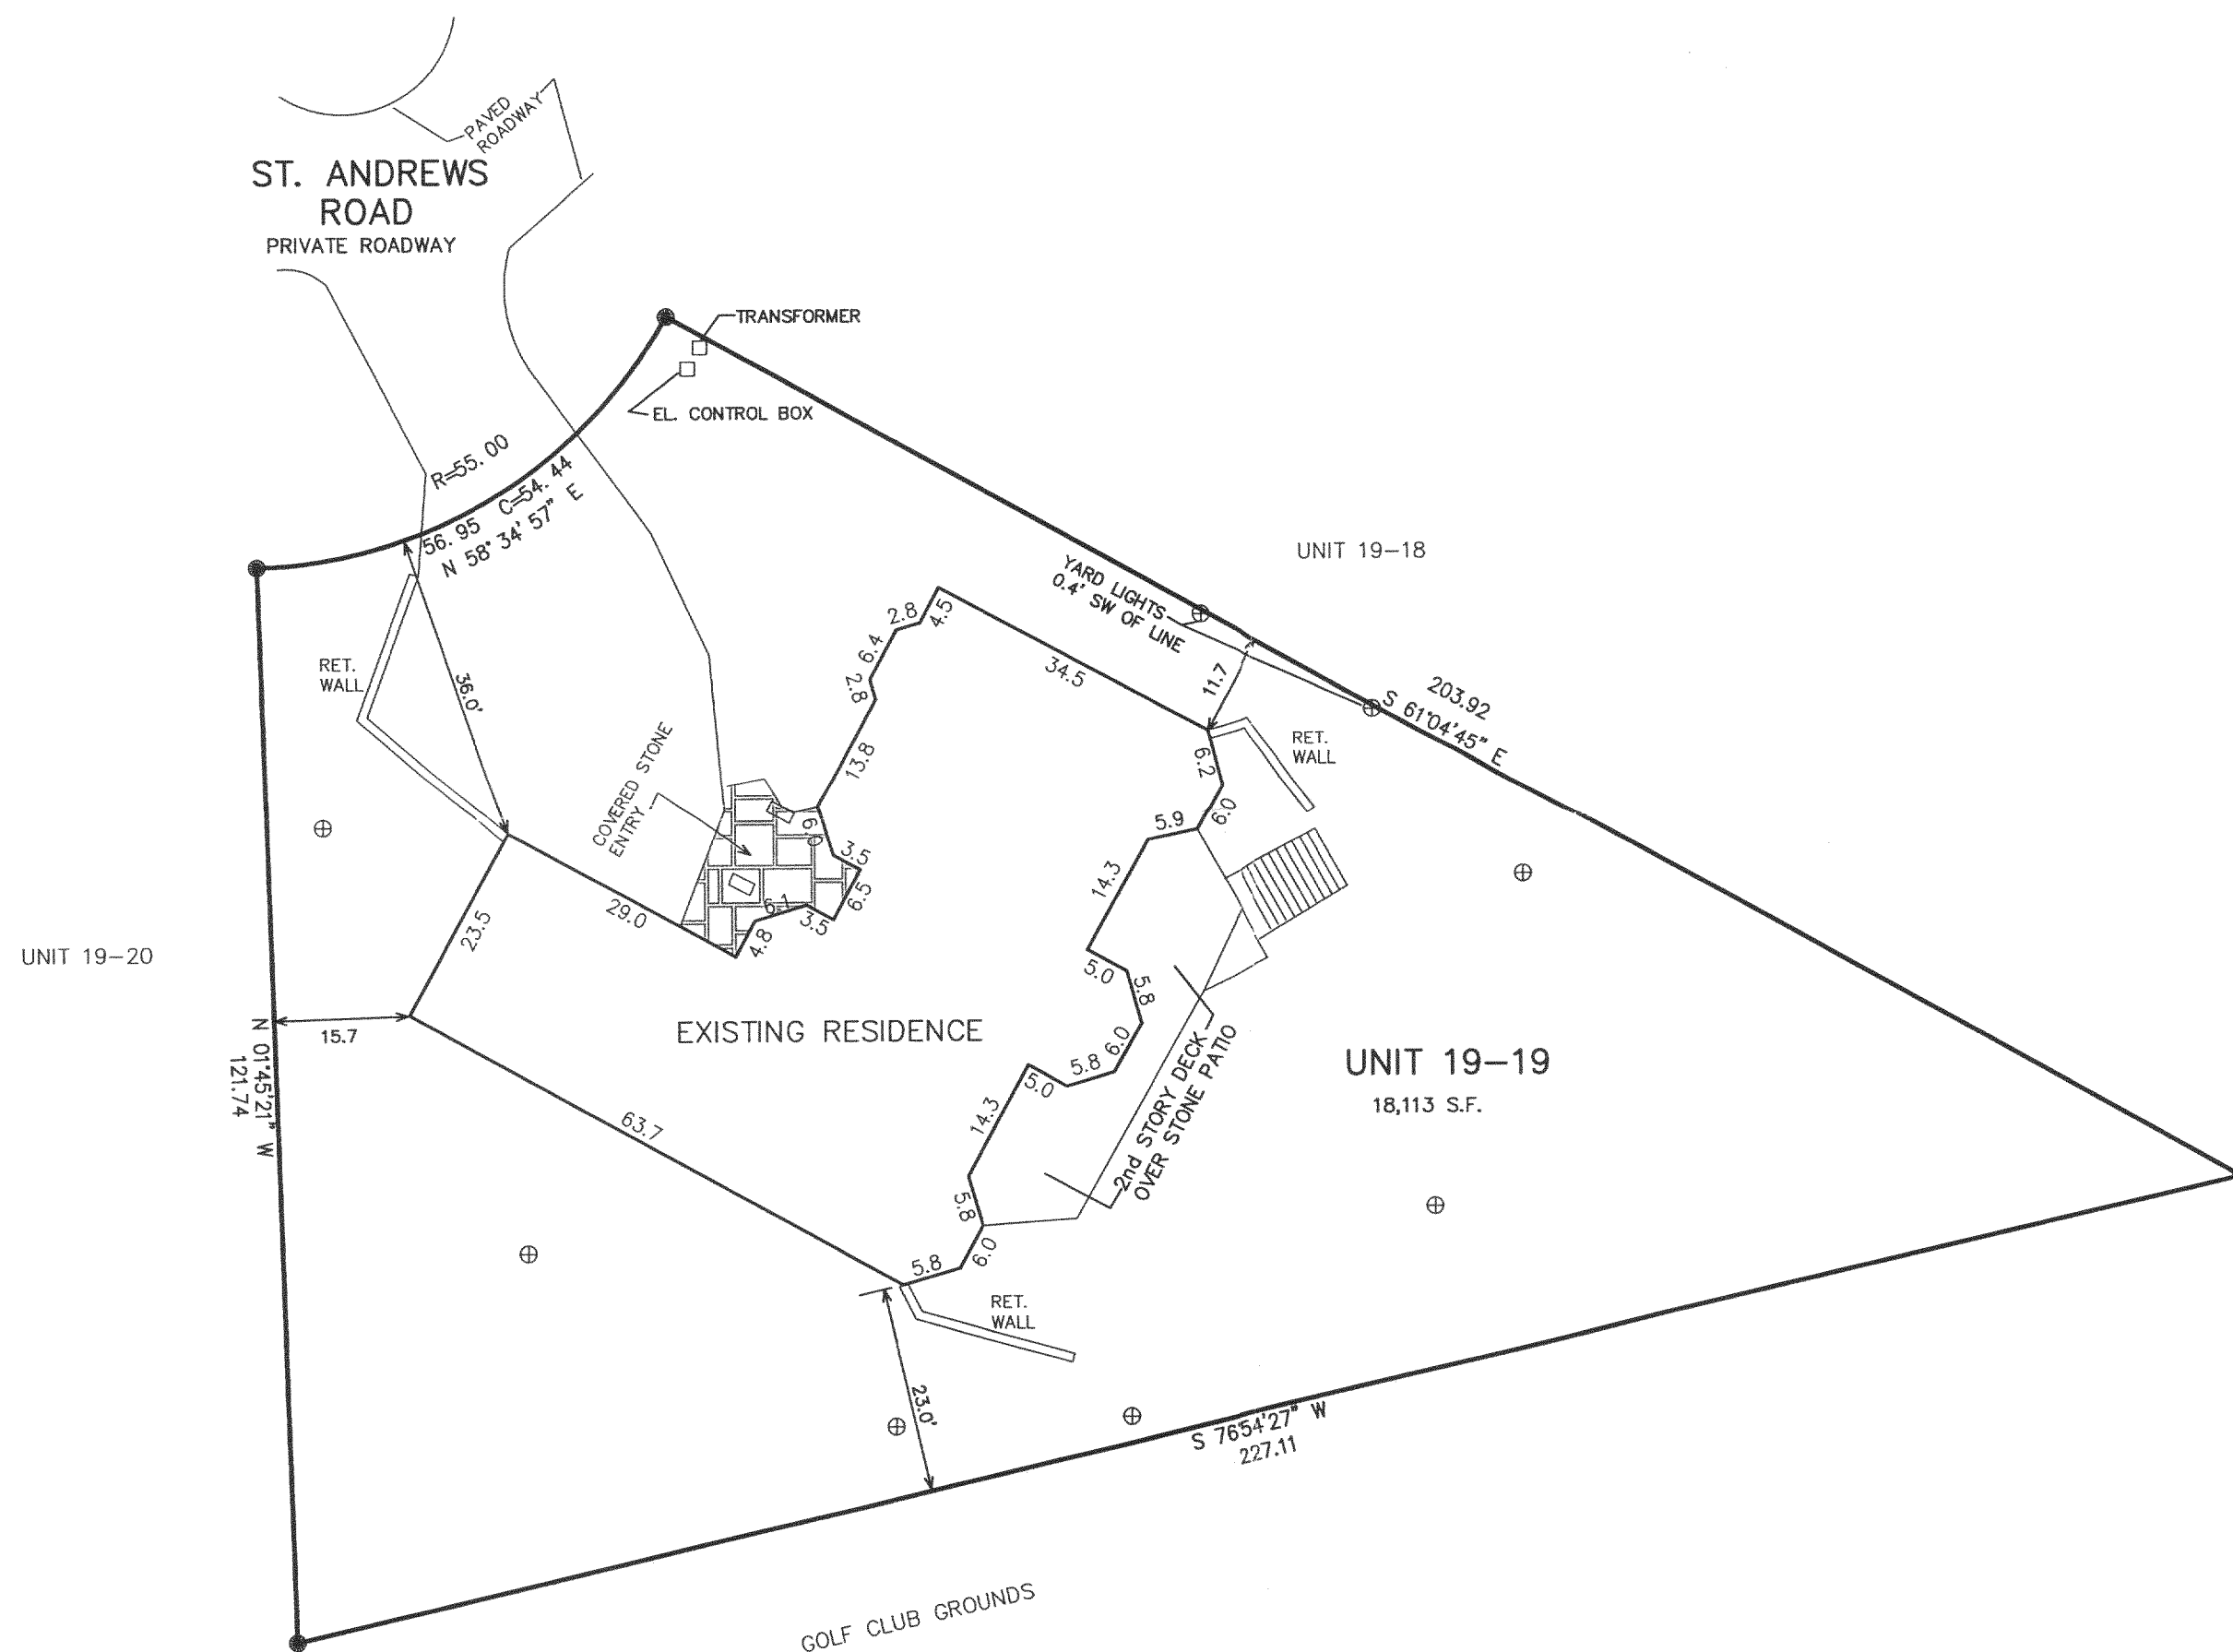 PAVED
ROADWAY
ST. ANDREWS
ROAD
PRIVATE ROADWAY
TRANSFORMER
EL. CONTROL BOX
R=55.00
56.95 C=54.44
N 58° 34' 57" E
UNIT 19-18
YARD LIGHTS
0.4' SW OF LINE
203.92
S 61°04'45" E
11.7
34.5
4.5
2.8
6.4
2.8
13.8
RET.
WALL
36.0'
COVERED STONE
ENTRY
RET.
WALL
6.2
6.0
5.9
14.3
6.0
3.5
6.5
3.5
6.1
4.8
29.0
23.5
UNIT 19-20
15.7
N 01°45'21" W
121.74
EXISTING RESIDENCE
5.0
5.8
6.0
5.8
5.0
14.3
UNIT 19-19
18,113 S.F.
2nd STORY DECK
OVER STONE PATIO
63.7
5.8
6.0
5.8
RET.
WALL
23.0'
S 76°54'27" W
227.11
GOLF CLUB GROUNDS